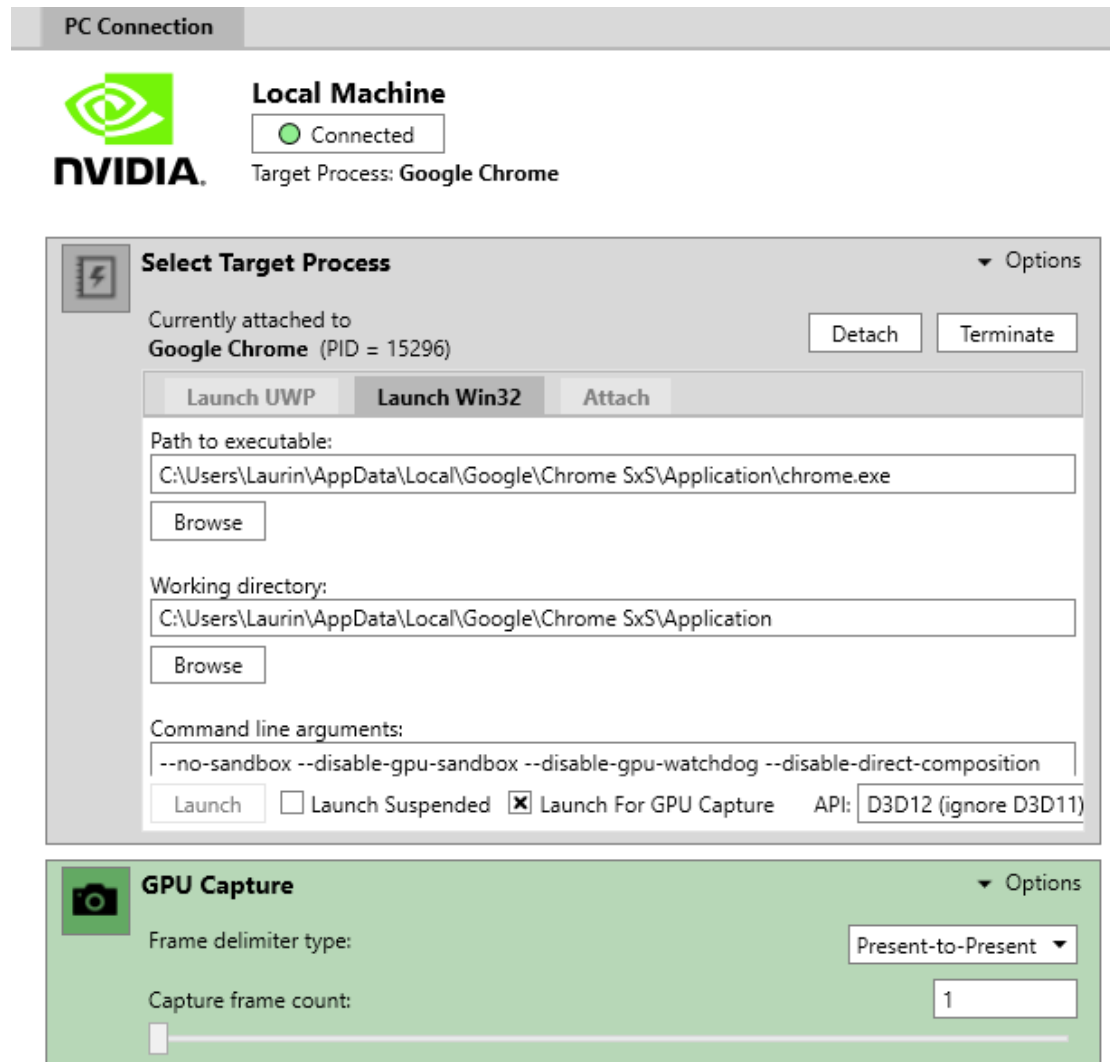 PC Connection
NVIDIA.
Local Machine
Connected
Target Process: Google Chrome
Select Target Process
Options
Currently attached to
Google Chrome (PID = 15296)
Detach
Terminate
Launch UWP
Launch Win32
Attach
Path to executable:
C:\Users\Laurin\AppData\Local\Google\Chrome SxS\Application\chrome.exe
Browse
Working directory:
C:\Users\Laurin\AppData\Local\Google\Chrome SxS\Application
Browse
Command line arguments:
--no-sandbox --disable-gpu-sandbox --disable-gpu-watchdog --disable-direct-composition
Launch
Launch Suspended
Launch For GPU Capture
API:
D3D12 (ignore D3D11)
GPU Capture
Options
Frame delimiter type:
Present-to-Present
Capture frame count:
1